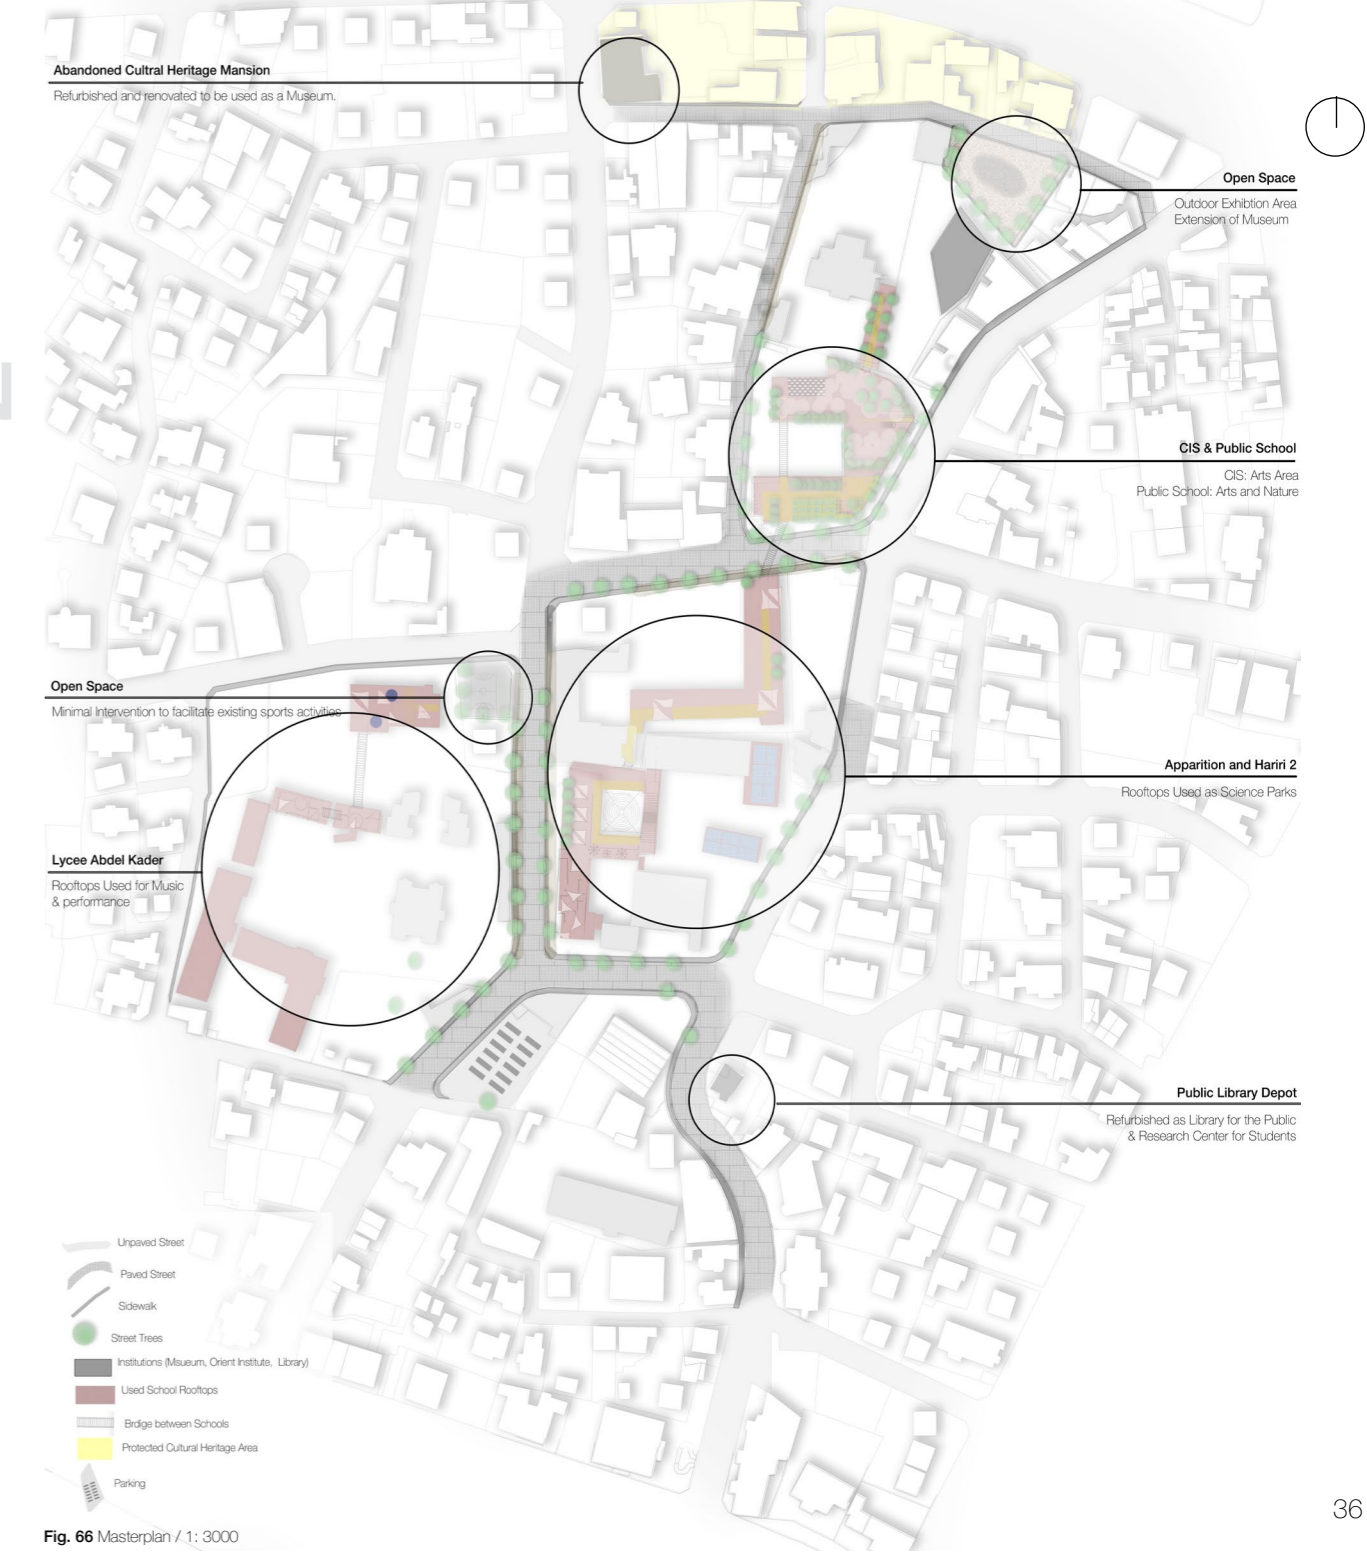 Abandoned Cultral Heritage Mansion
Refurbished and renovated to be used as a Museum.
Open Space
Outdoor Exhibtion Area
Extension of Museum
CIS & Public School
CIS: Arts Area
Public School: Arts and Nature
Open Space
Minimal Intervention to facilitate existing sports activities
Apparition and Hariri 2
Rooftops Used as Science Parks
Lycee Abdel Kader
Rooftops Used for Music
& performance
Public Library Depot
Refurbished as Library for the Public
& Research Center for Students
Unpaved Street
Paved Street
Sidewalk
Street Trees
Institutions (Msueum, Orient Institute, Library)
Used School Rooftops
Brdige between Schools
Protected Cultural Heritage Area
Parking
Fig. 66 Masterplan / 1: 3000
36